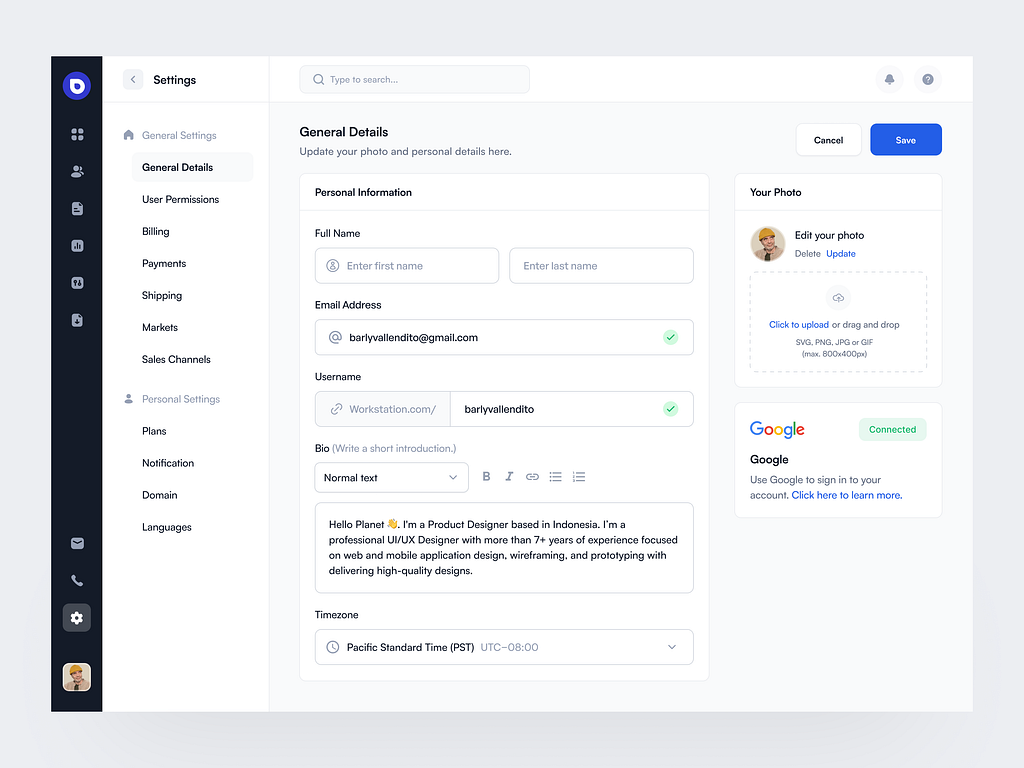 Settings
Type to search...
General Settings
General Details
User Permissions
Billing
Payments
Shipping
Markets
Sales Channels
Personal Settings
Plans
Notification
Domain
Languages
General Details
Update your photo and personal details here.
Cancel
Save
Personal Information
Full Name
Enter first name
Enter last name
Email Address
barlyvallendito@gmail.com
Username
Workstation.com/
barlyvallendito
Bio (Write a short introduction.)
Normal text
B I
Hello Planet 👋. I'm a Product Designer based in Indonesia. I'm a
professional UI/UX Designer with more than 7+ years of experience focused
on web and mobile application design, wireframing, and prototyping with
delivering high-quality designs.
Timezone
Pacific Standard Time (PST) UTC−08:00
Your Photo
Edit your photo
Delete Update
Click to upload or drag and drop
SVG, PNG, JPG or GIF
(max. 800x400px)
Google
Connected
Google
Use Google to sign in to your
account. Click here to learn more.